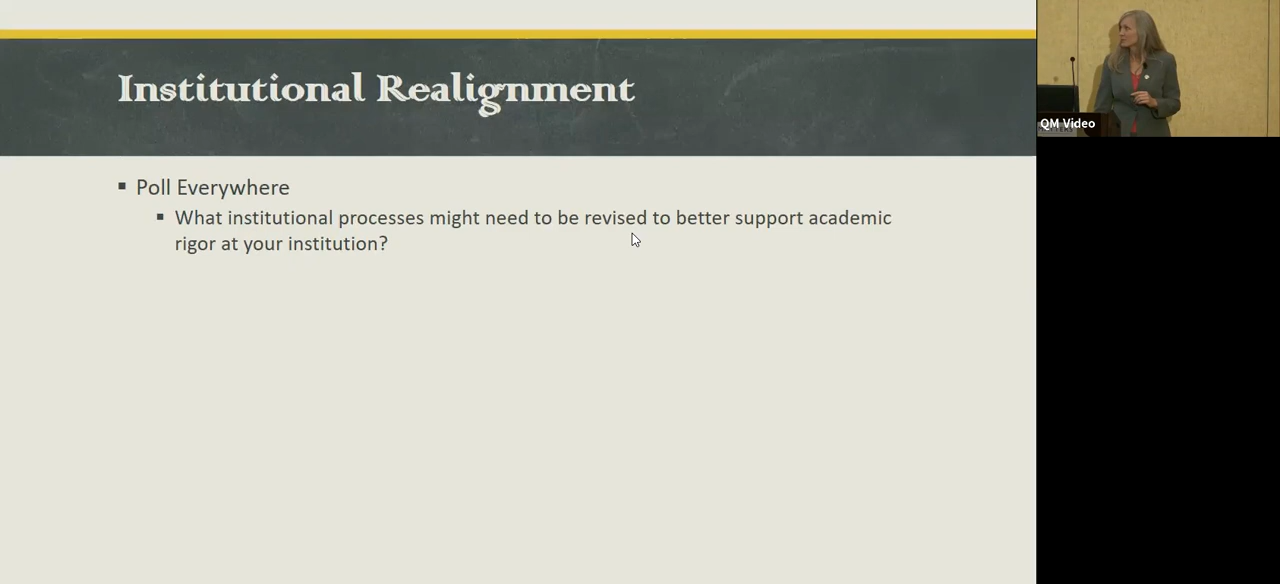 Institutional Realignment
Poll Everywhere
What institutional processes might need to be revised to better support academic
rigor at your institution?
QM Video